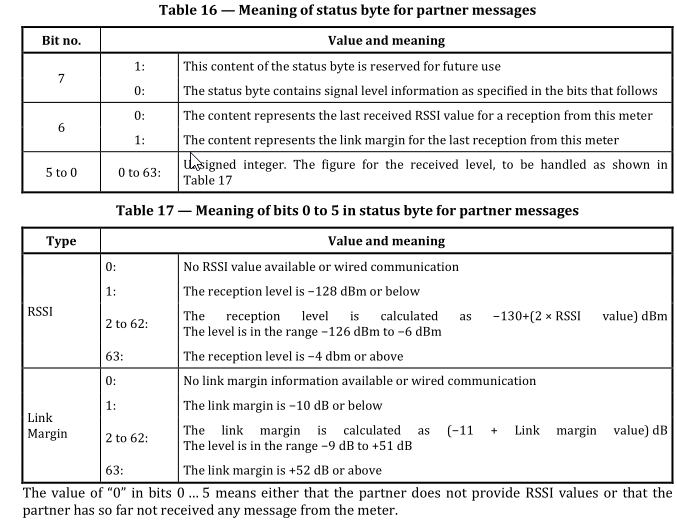 Table 16 — Meaning of status byte for partner messages
Bit no. Value and meaning
7
1: This content of the status byte is reserved for future use
0: The status byte contains signal level information as specified in the bits that follows
6
0: The content represents the last received RSSI value for a reception from this meter
1: The content represents the link margin for the last reception from this meter
5 to 0 0 to 63: Unsigned integer. The figure for the received level, to be handled as shown in
Table 17
Table 17 — Meaning of bits 0 to 5 in status byte for partner messages
Type Value and meaning
RSSI
0: No RSSI value available or wired communication
1: The reception level is −128 dBm or below
2 to 62: The reception level is calculated as −130+(2 × RSSI value) dBm
The level is in the range −126 dBm to −6 dBm
63: The reception level is −4 dbm or above
Link
Margin
0: No link margin information available or wired communication
1: The link margin is −10 dB or below
2 to 62: The link margin is calculated as (−11 + Link margin value) dB
The level is in the range −9 dB to +51 dB
63: The link margin is +52 dB or above
The value of “0” in bits 0 … 5 means either that the partner does not provide RSSI values or that the
partner has so far not received any message from the meter.